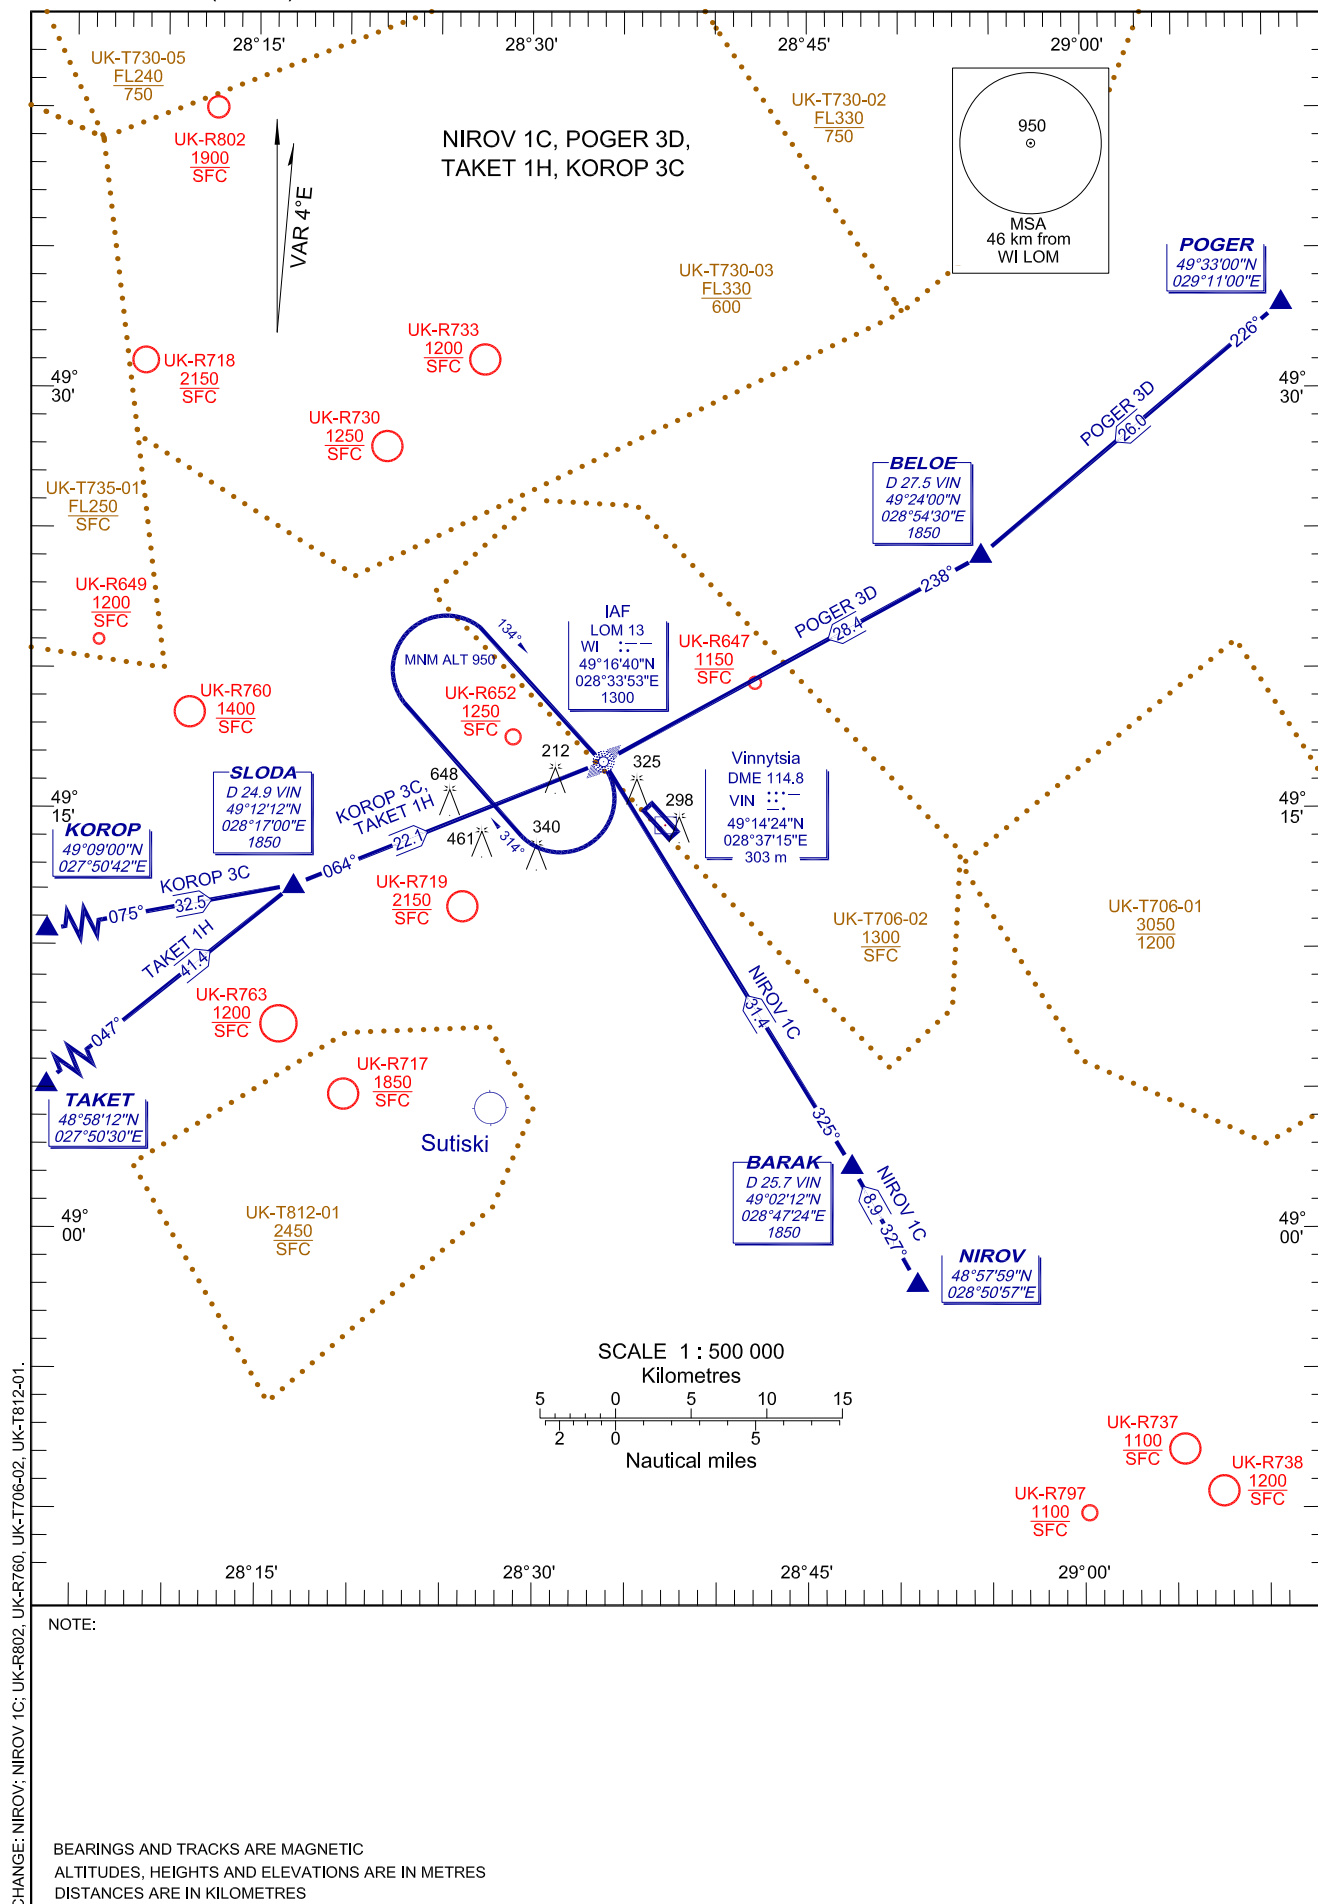 28°15'
28°30'
28°45'
29°00'
UK-T730-05
FL240
750
UK-R802
1900
SFC
VAR 4°E
NIROV 1C, POGER 3D,
TAKET 1H, KOROP 3C
UK-T730-02
FL330
750
950
MSA
46 km from
WI LOM
POGER
49°33'00"N
029°11'00"E
226°
UK-T730-03
FL330
600
UK-R733
1200
SFC
UK-R718
2150
SFC
49°
30'
49°
30'
UK-R730
1250
SFC
POGER 3D
26.0
BELOE
D 27.5 VIN
49°24'00"N
028°54'30"E
1850
UK-T735-01
FL250
SFC
UK-R649
1200
SFC
238°
POGER 3D
28.4
IAF
LOM 13
WI
49°16'40"N
028°33'53"E
1300
134°
MNM ALT 950
UK-R647
1150
SFC
UK-R652
1250
SFC
UK-R760
1400
SFC
212
325
648
298
461
340
314°
Vinnytsia
DME 114.8
VIN
49°14'24"N
028°37'15"E
303 m
SLODA
D 24.9 VIN
49°12'12"N
028°17'00"E
1850
49°
15'
49°
15'
KOROP
49°09'00"N
027°50'42"E
KOROP 3C,
TAKET 1H
22.1
064°
KOROP 3C
32.5
075°
TAKET 1H
41.4
047°
UK-R719
2150
SFC
UK-T706-02
1300
SFC
UK-T706-01
3050
1200
UK-R763
1200
SFC
NIROV 1C
31.4
UK-R717
1850
SFC
TAKET
48°58'12"N
027°50'30"E
Sutiski
325°
BARAK
D 25.7 VIN
49°02'12"N
028°47'24"E
1850
NIROV 1C
8.9
327°
UK-T812-01
2450
SFC
49°
00'
49°
00'
NIROV
48°57'59"N
028°50'57"E
SCALE 1 : 500 000
Kilometres
5 0 5 10 15
2 0 5
Nautical miles
UK-R737
1100
SFC
UK-R738
1200
SFC
UK-R797
1100
SFC
28°15'
28°30'
28°45'
29°00'
CHANGE: NIROV; NIROV 1C; UK-R802, UK-R760, UK-T706-02, UK-T812-01.
NOTE:
BEARINGS AND TRACKS ARE MAGNETIC
ALTITUDES, HEIGHTS AND ELEVATIONS ARE IN METRES
DISTANCES ARE IN KILOMETRES